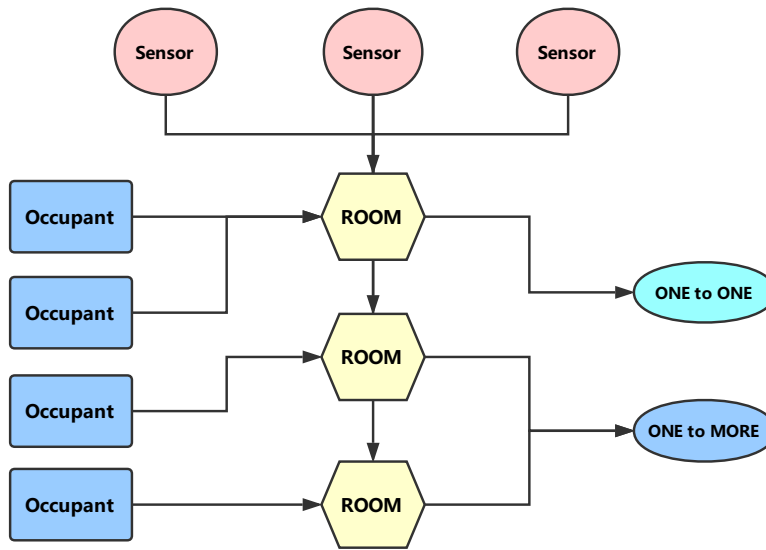 Sensor
Sensor
Sensor
Occupant
ROOM
Occupant
ONE to ONE
ROOM
Occupant
ONE to MORE
Occupant
ROOM